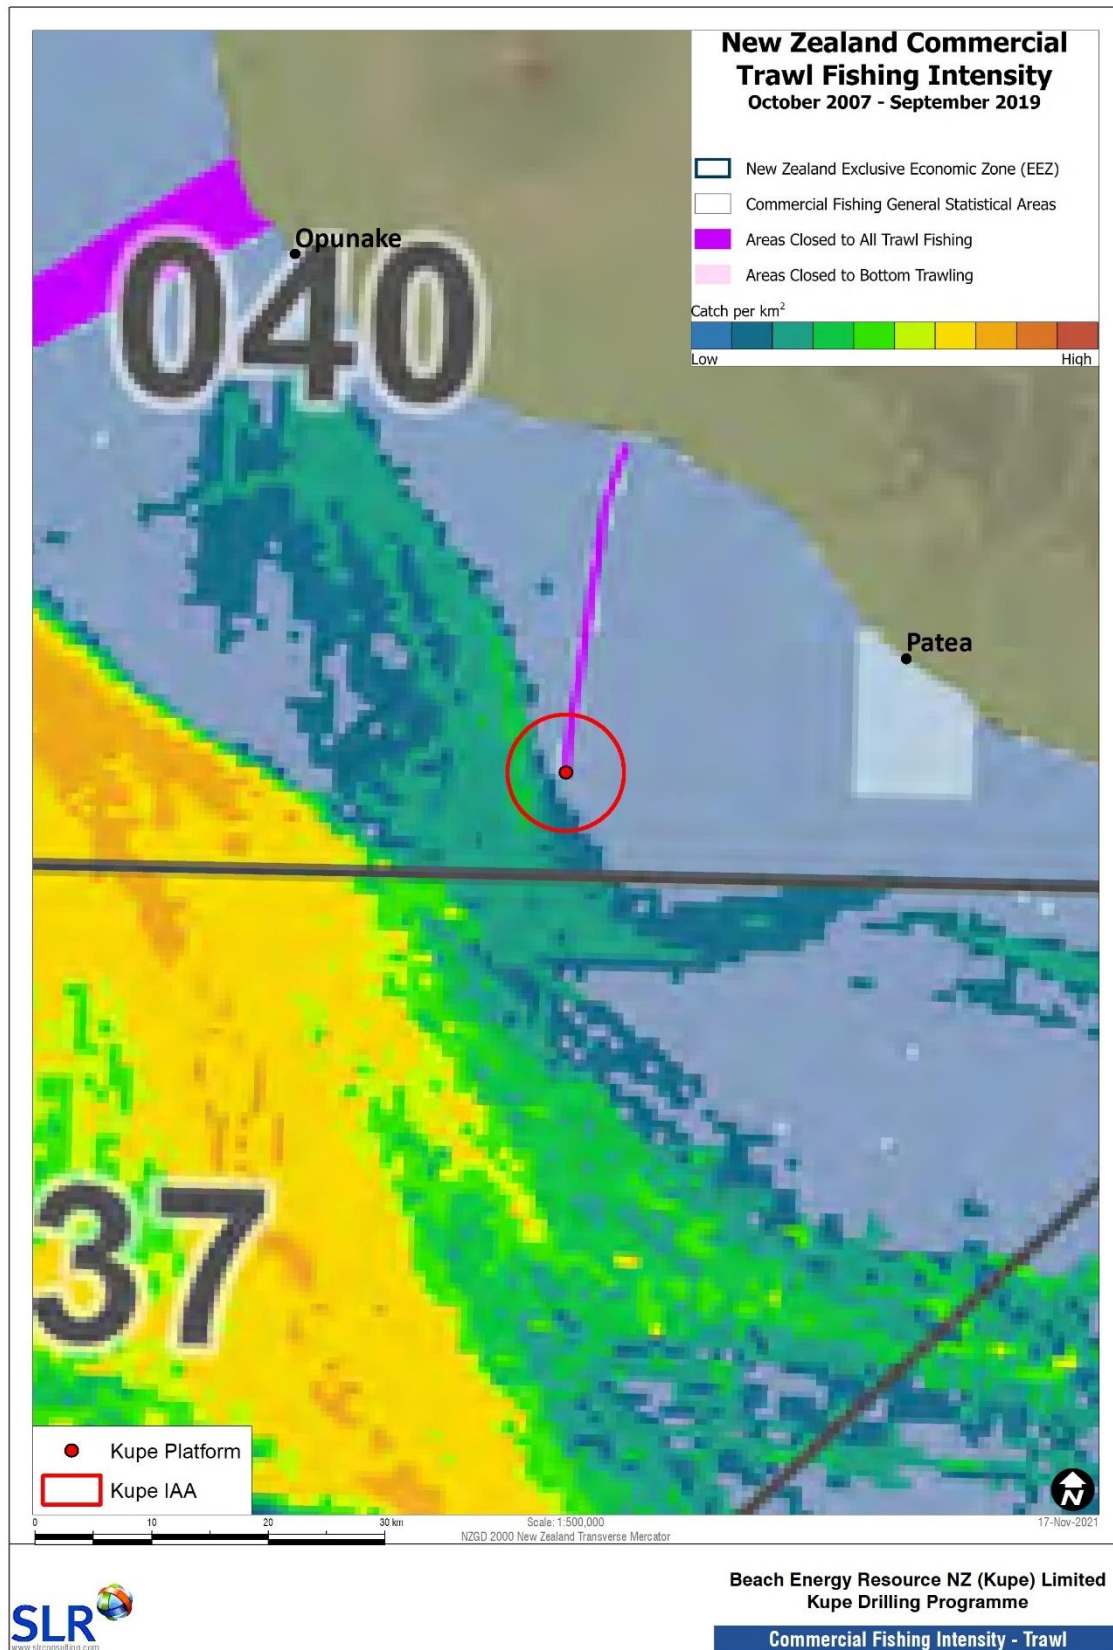 New Zealand Commercial
Trawl Fishing Intensity
October 2007 - September 2019
New Zealand Exclusive Economic Zone (EEZ)
Commercial Fishing General Statistical Areas
Areas Closed to All Trawl Fishing
Areas Closed to Bottom Trawling
Catch per km²
Low High
Opunake
040
Patea
37
Kupe Platform
Kupe IAA
N
0 10 20 30 km
Scale: 1:500,000
17-Nov-2021
NZGD 2000 New Zealand Transverse Mercator
SLR
www.slrconsulting.com
Beach Energy Resource NZ (Kupe) Limited
Kupe Drilling Programme
Commercial Fishing Intensity - Trawl